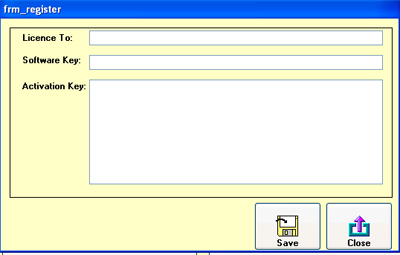 frm_register
Licence To:
Software Key:
Activation Key:
Save
Close